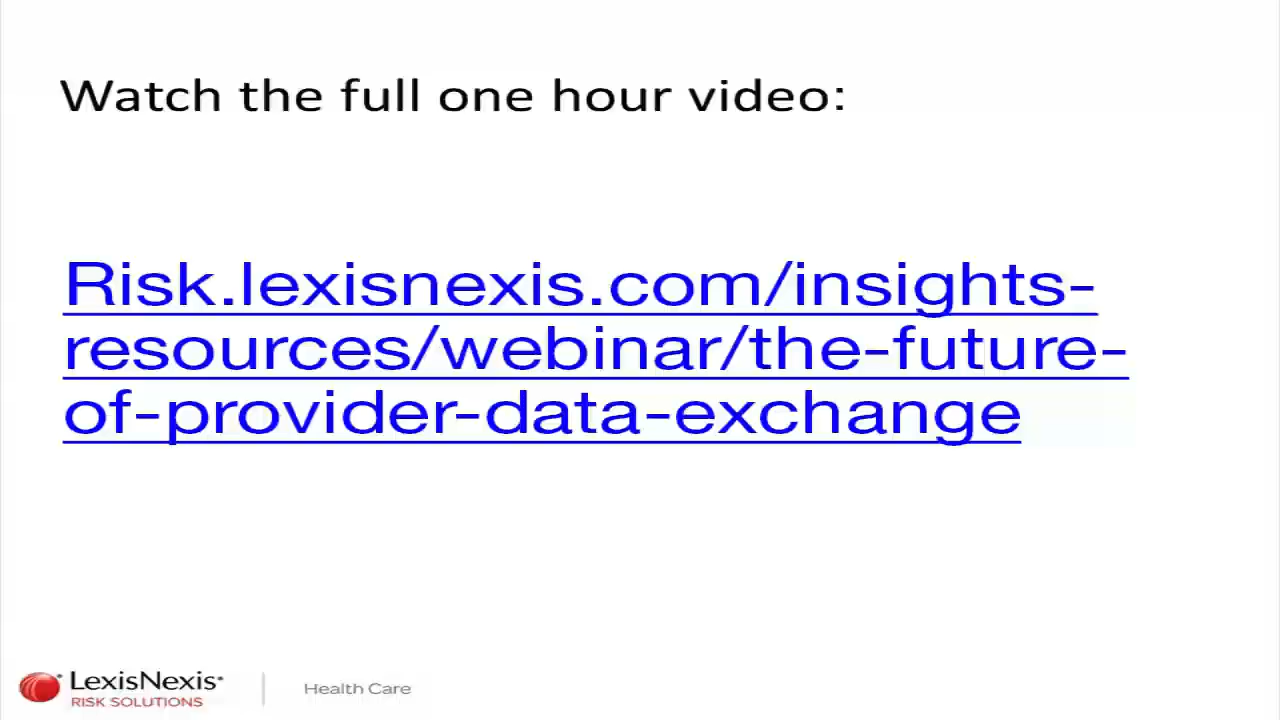 Watch the full one hour video:
Risk.lexisnexis.com/insights-
resources/webinar/the-future-
of-provider-data-exchange
LexisNexis®
RISK SOLUTIONS
Health Care